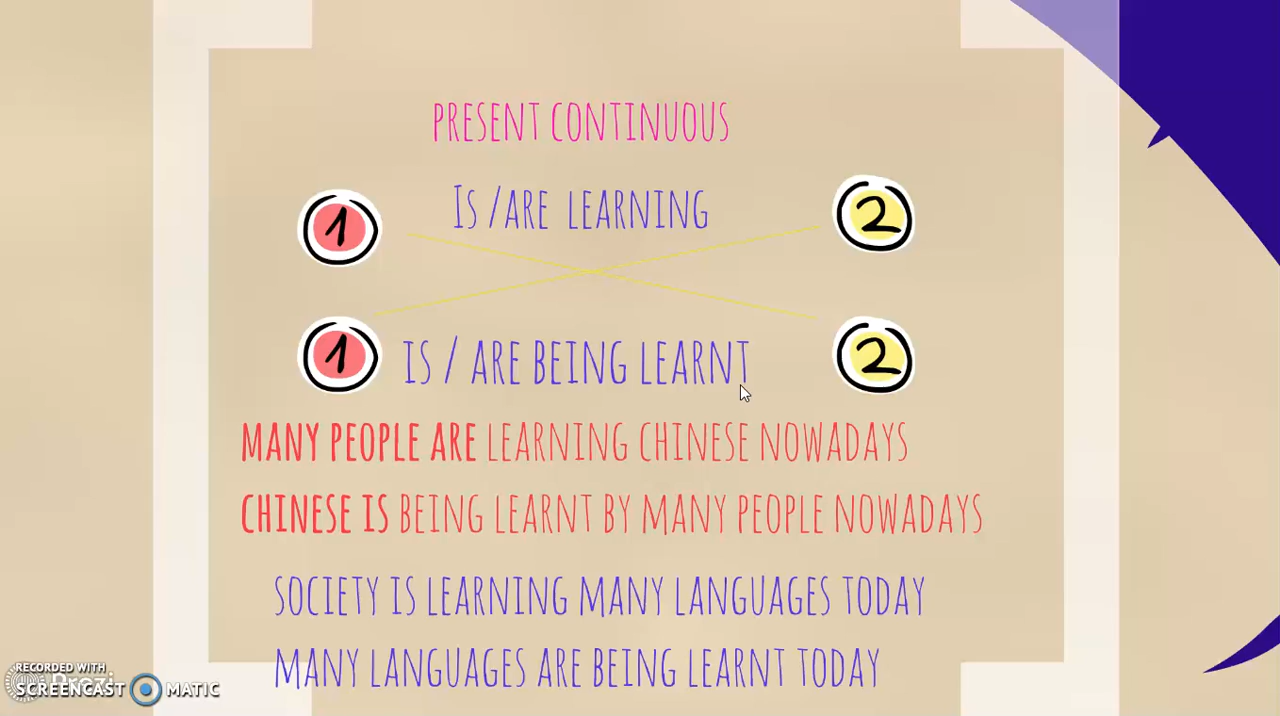 PRESENT CONTINUOUS
IS /ARE LEARNING
1
2
1
IS / ARE BEING LEARNT
2
MANY PEOPLE ARE LEARNING CHINESE NOWADAYS
CHINESE IS BEING LEARNT BY MANY PEOPLE NOWADAYS
SOCIETY IS LEARNING MANY LANGUAGES TODAY
MANY LANGUAGES ARE BEING LEARNT TODAY
RECORDED WITH
Prezi
SCREENCAST MATIC